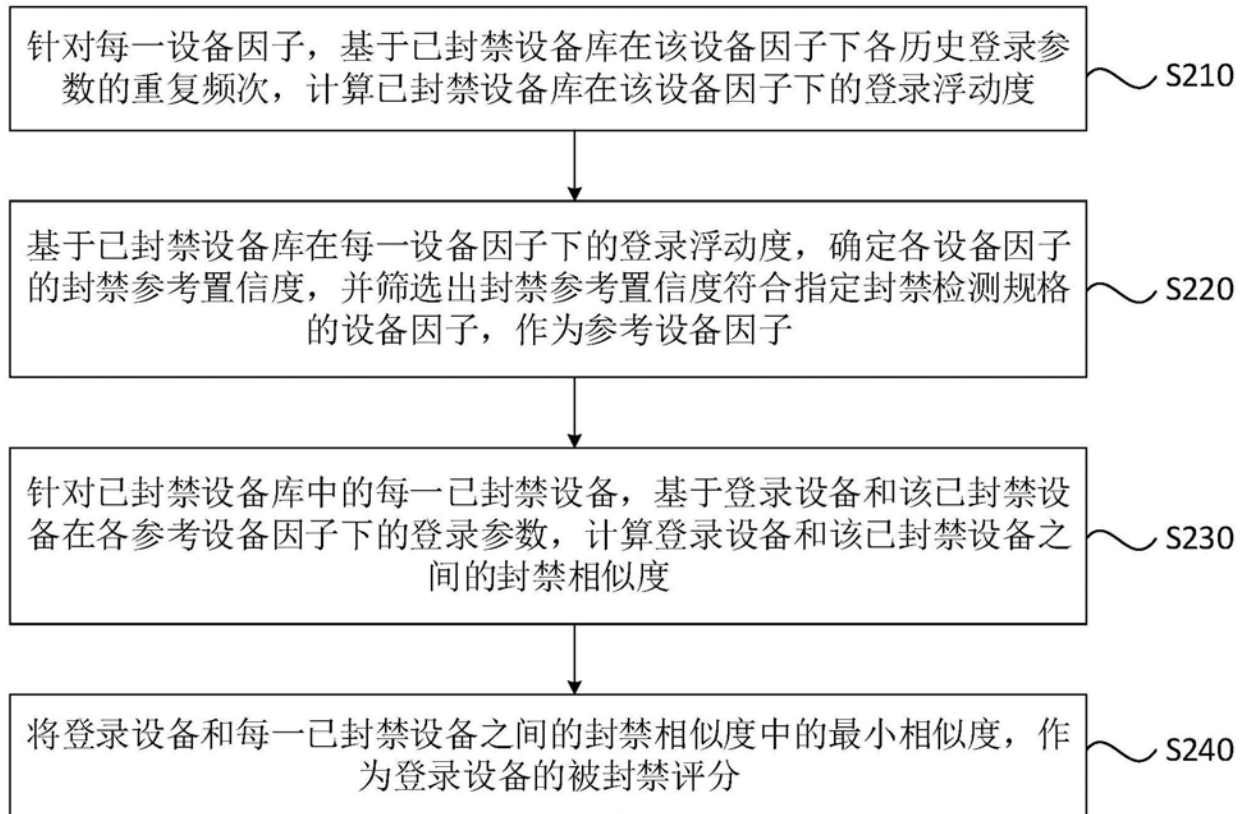 针对每一设备因子，基于已封禁设备库在该设备因子下各历史登录参
数的重复频次，计算已封禁设备库在该设备因子下的登录浮动度
S210
基于已封禁设备库在每一设备因子下的登录浮动度，确定各设备因子
的封禁参考置信度，并筛选出封禁参考置信度符合指定封禁检测规格
的设备因子，作为参考设备因子
S220
针对已封禁设备库中的每一已封禁设备，基于登录设备和该已封禁设
备在各参考设备因子下的登录参数，计算登录设备和该已封禁设备之
间的封禁相似度
S230
将登录设备和每一已封禁设备之间的封禁相似度中的最小相似度，作
为登录设备的被封禁评分
S240